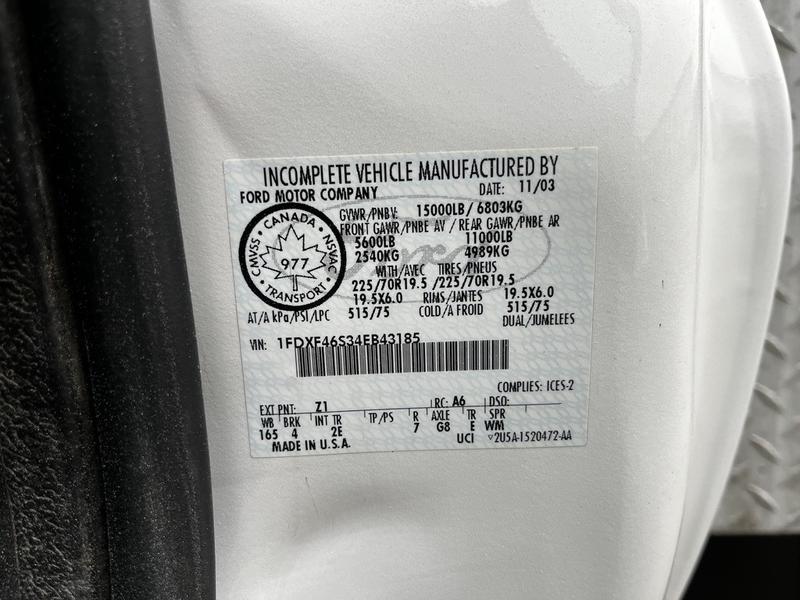 INCOMPLETE VEHICLE MANUFACTURED BY
FORD MOTOR COMPANY DATE: 11/03
GVWR/PNBV: 15000LB/ 6803KG
FRONT GAWR/PNBE AV / REAR GAWR/PNBE AR
5600LB 11000LB
2540KG 4989KG
WITH/AVEC TIRES/PNEUS
225/70R19.5 /225/70R19.5
19.5X6.0 RINS/JANTES 19.5X6.0
AT/A kPa/PSI/LPC 515/75 COLD/A FROID 515/75
DUAL/JUMELEES
CANADA
CMVSS NSVAC
977
TRANSPORT
VIN: 1FDXF46S34EB43185
COMPLIES: ICES-2
EXT PNT: Z1 RC: A6 DSO:
WB BRK INT TR TP/PS R AXLE TR SPR
165 4 2E 7 G8 E WM
MADE IN U.S.A. UCI 2U5A-1520472-AA